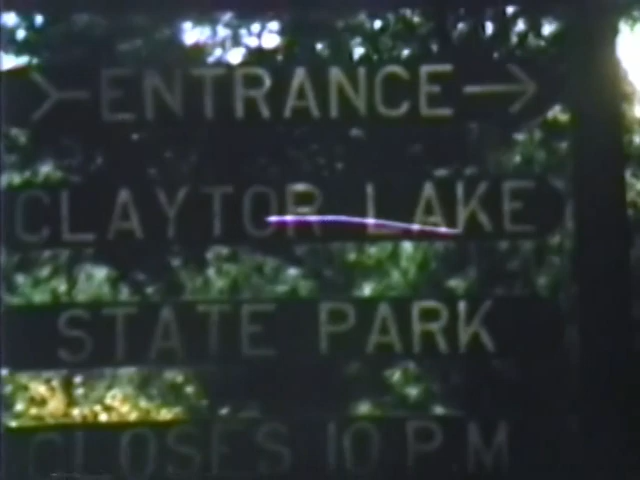 ENTRANCE
CLAYTOR LAKE
STATE PARK
CLOSES 10 P.M